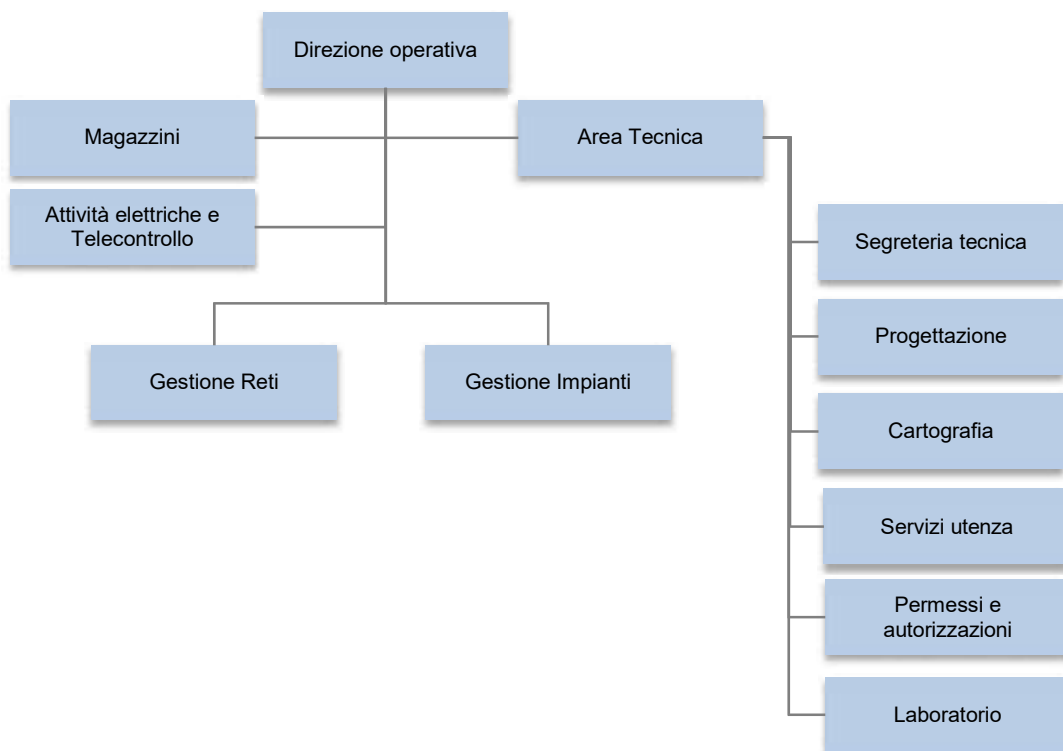 Direzione operativa
Magazzini
Area Tecnica
Attività elettriche e
Telecontrollo
Segreteria tecnica
Progettazione
Gestione Reti
Gestione Impianti
Cartografia
Servizi utenza
Permessi e
autorizzazioni
Laboratorio